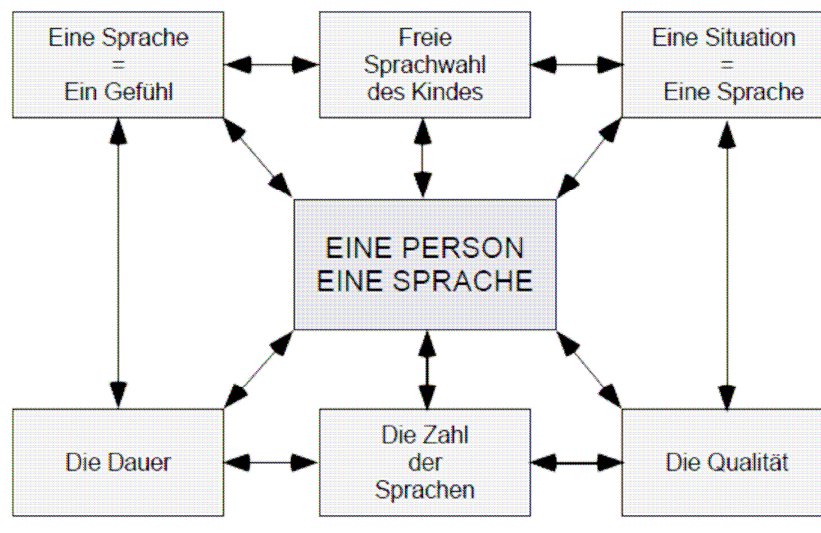 Eine Sprache
=
Ein Gefühl
Freie
Sprachwahl
des Kindes
Eine Situation
=
Eine Sprache
EINE PERSON
EINE SPRACHE
Die Dauer
Die Zahl
der
Sprachen
Die Qualität